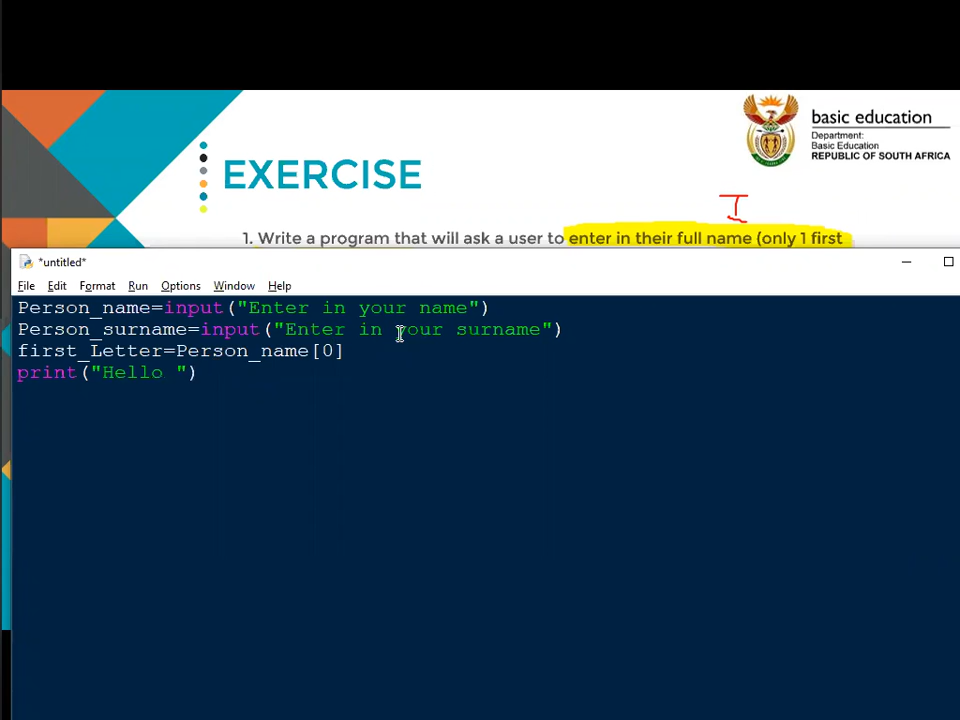 basic education
Department:
Basic Education
REPUBLIC OF SOUTH AFRICA
EXERCISE
I
1. Write a program that will ask a user to enter in their full name (only 1 first
*untitled*
File Edit Format Run Options Window Help
Person_name=input("Enter in your name")
Person_surname=input("Enter in your surname")
first_Letter=Person_name[0]
print("Hello ")